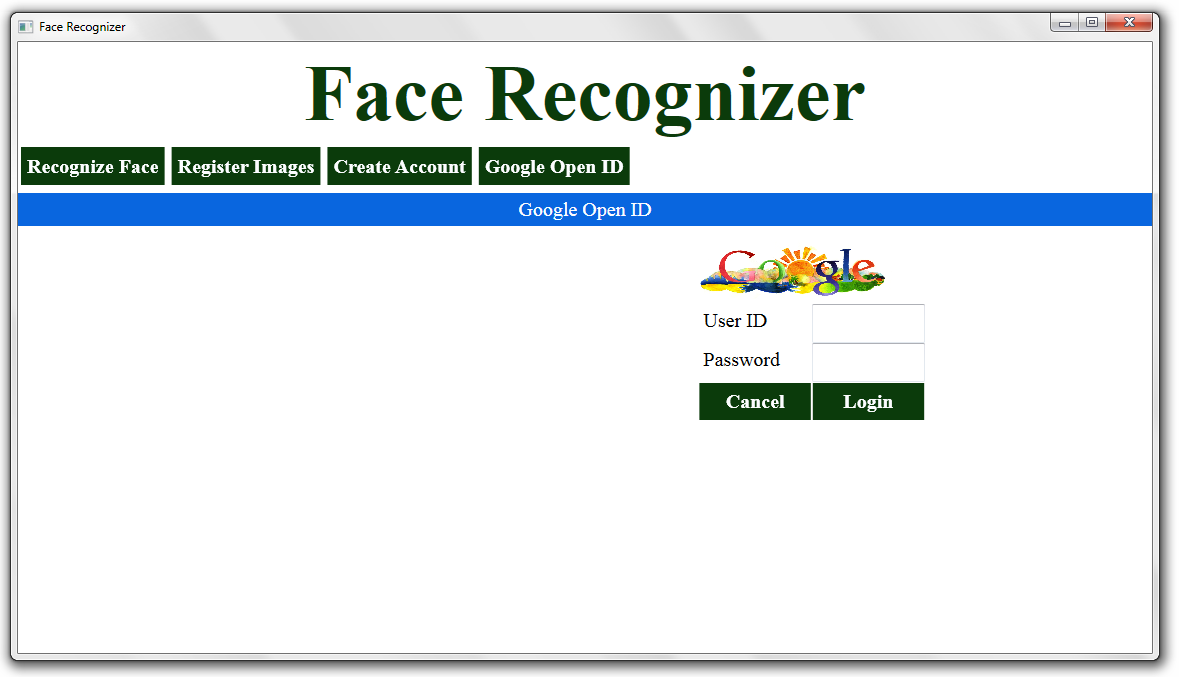 Face Recognizer
Face Recognizer
Recognize Face Register Images Create Account Google Open ID
Google Open ID
Google
User ID
Password
Cancel Login